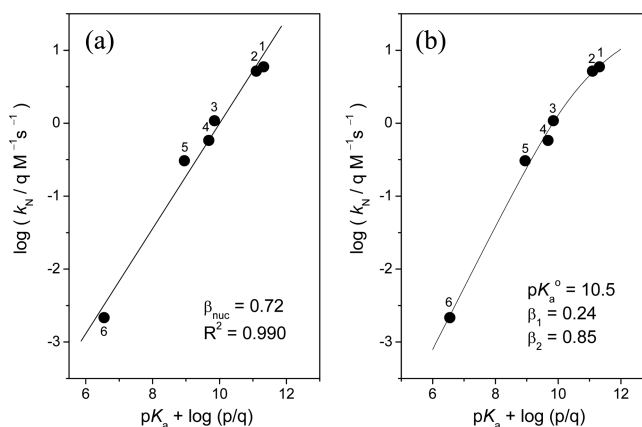 (a)
log ( k_N / q M⁻¹s⁻¹ )
1
0
-1
-2
-3
1
2
3
4
5
6
β_nuc = 0.72
R² = 0.990
6 8 10 12
pK_a + log (p/q)
(b)
log ( k_N / q M⁻¹s⁻¹ )
1
0
-1
-2
-3
1
2
3
4
5
6
pK_a° = 10.5
β₁ = 0.24
β₂ = 0.85
6 8 10 12
pK_a + log (p/q)